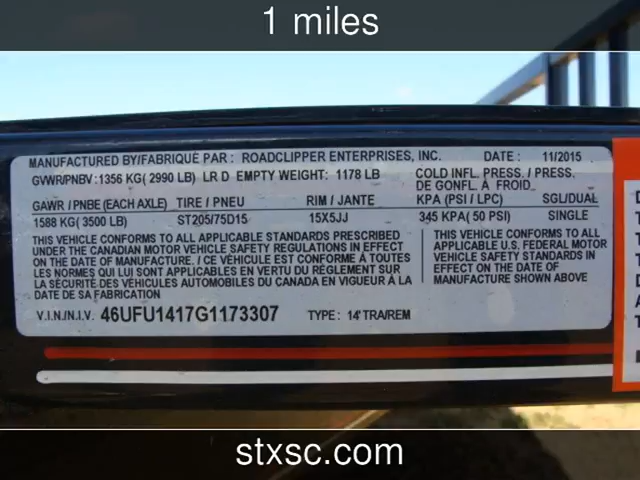 1 miles
MANUFACTURED BY/FABRIQUÉ PAR : ROADCLIPPER ENTERPRISES, INC. DATE : 11/2015
GVWR/PNBV :1356 KG( 2990 LB) LR D EMPTY WEIGHT: 1178 LB COLD INFL. PRESS. / PRESS.
DE GONFL. À FROID
GAWR / PNBE (EACH AXLE) TIRE / PNEU RIM / JANTE KPA (PSI / LPC) SGL/DUAL
1588 KG( 3500 LB) ST205/75D15 15X5JJ 345 KPA( 50 PSI) SINGLE
THIS VEHICLE CONFORMS TO ALL APPLICABLE STANDARDS PRESCRIBED
UNDER THE CANADIAN MOTOR VEHICLE SAFETY REGULATIONS IN EFFECT
ON THE DATE OF MANUFACTURE. / CE VÉHICULE EST CONFORME À TOUTES
LES NORMES QUI LUI SONT APPLICABLES EN VERTU DU RÈGLEMENT SUR
LA SÉCURITÉ DES VÉHICULES AUTOMOBILES DU CANADA EN VIGUEUR À LA
DATE DE SA FABRICATION
THIS VEHICLE CONFORMS TO ALL
APPLICABLE U.S. FEDERAL MOTOR
VEHICLE SAFETY STANDARDS IN
EFFECT ON THE DATE OF
MANUFACTURE SHOWN ABOVE
V.I.N./N.I.V. 46UFU1417G1173307 TYPE : 14' TRA/REM
stxsc.com